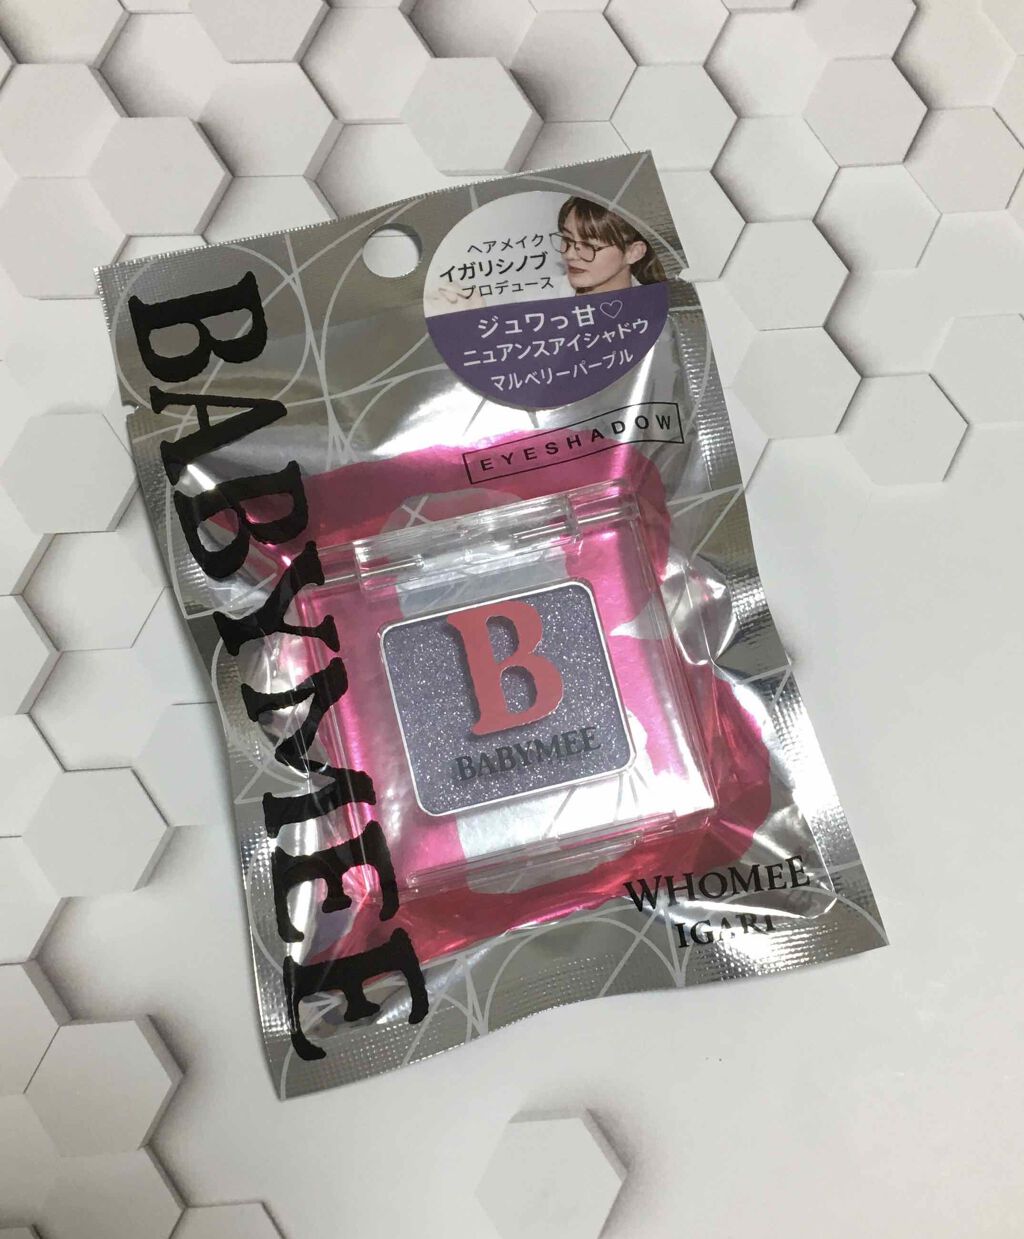 ヘアメイク
イガリシノブ
プロデュース
ジュワっ甘♡
ニュアンスアイシャドウ
マルベリーパープル
EYESHADOW
BABYMEE
B
BABYMEE
WHOMEE
IGARI